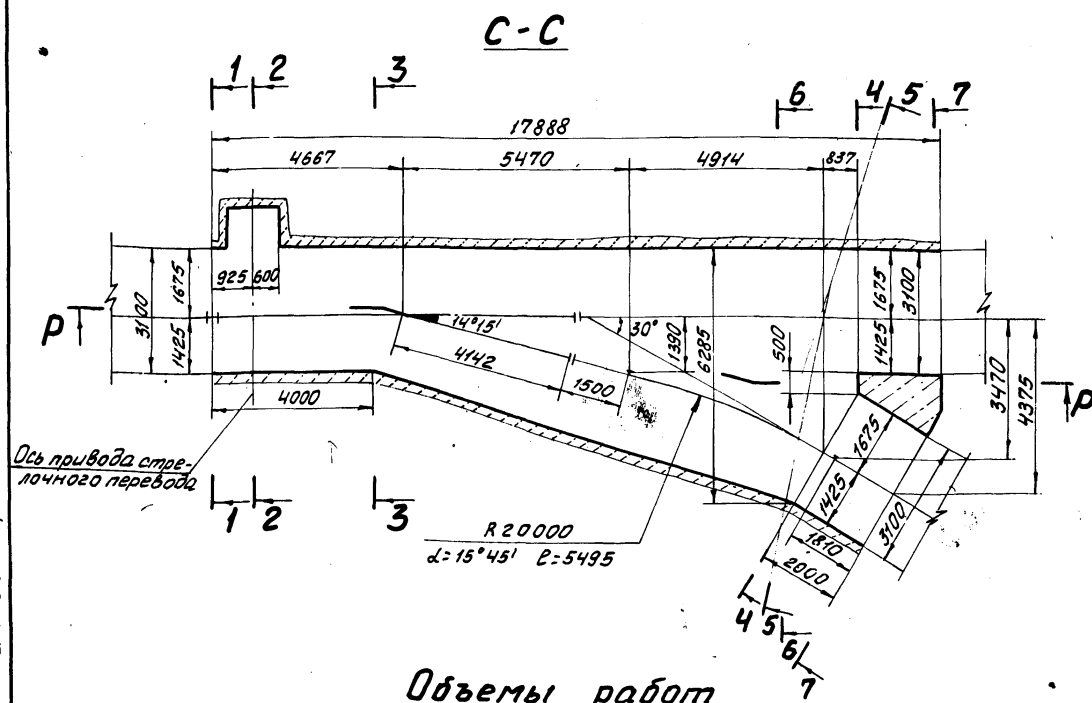 С-С
1 2 3 6 4 5 7
17888
4667 5470 4914 837
925 600
3100 1675 1425
14°15'
4142
1500
30°
1390
6285
500
1675
1425
3100
3470
4375
Р Р
4000
Ось привода стре-
лочного перевода
1675
1425
3100
1810
2000
R 20000
α=15°45' ℓ=5495
1 2 3
4 5 6 7
Объемы работ